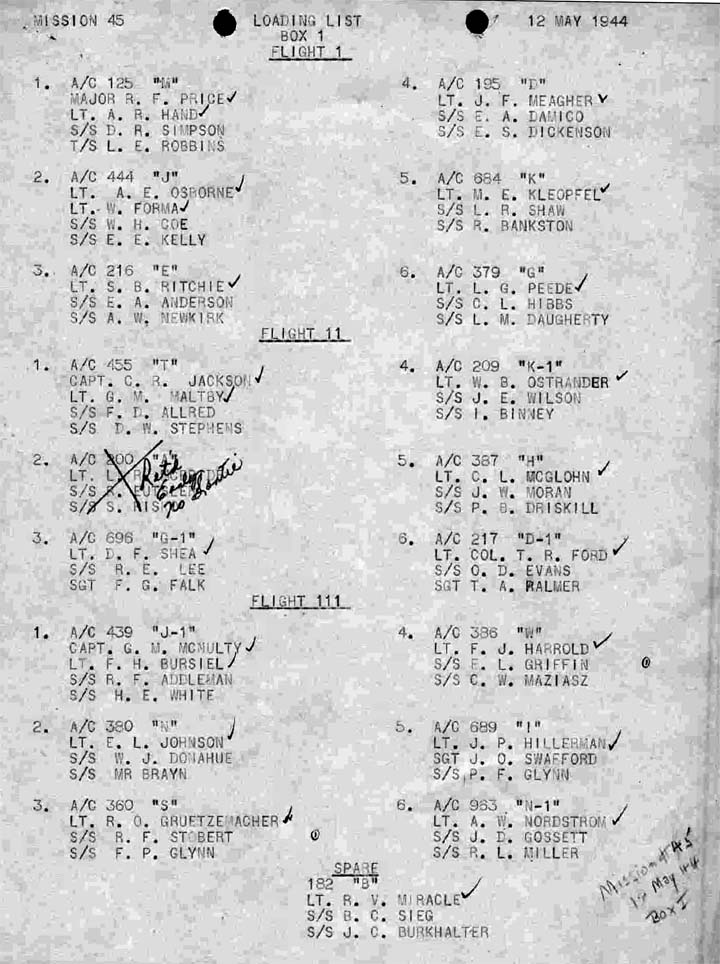 MISSION 45 LOADING LIST 12 MAY 1944
BOX 1
FLIGHT 1
1. A/C 125 "M"
MAJOR R. F. PRICE✓
LT. A. R. HAND✓
S/S D. R. SIMPSON
T/S L. E. ROBBINS
2. A/C 444 "J"
LT. A. E. OSBORNE✓
LT. W. FORMA✓
S/S W. H. COE
S/S E. E. KELLY
3. A/C 216 "E"
LT. S. B. RITCHIE✓
S/S E. A. ANDERSON
S/S A. W. NEWKIRK
4. A/C 195 "D"
LT. J. F. MEAGHER✓
S/S E. A. DAMICO
S/S E. S. DICKENSON
5. A/C 684 "K"
LT. M. E. KLEOPFEL✓
S/S L. R. SHAW
S/S R. BANKSTON
6. A/C 379 "G"
LT. L. G. PEEDE✓
S/S C. L. HIBBS
S/S L. M. DAUGHERTY
FLIGHT 11
1. A/C 455 "T"
CAPT. C. R. JACKSON✓
LT. G. M. MALTBY✓
S/S F. D. ALLRED
S/S D. W. STEPHENS
2. A/C 200 "A"
LT. L.
S/S R.
S/S S.
Ret'd
Early
no Sortie
3. A/C 696 "G-1"
LT. D. F. SHEA✓
S/S R. E. LEE
SGT F. G. FALK
4. A/C 209 "K-1"
LT. W. B. OSTRANDER✓
S/S J. E. WILSON
S/S I. BINNEY
5. A/C 387 "H"
LT. C. L. MCGLOHN✓
S/S J. W. MORAN
S/S P. B. DRISKILL
6. A/C 217 "D-1"
LT. COL. T. R. FORD✓
S/S O. D. EVANS
SGT T. A. RALMER
FLIGHT 111
1. A/C 439 "J-1"
CAPT. G. M. MCNULTY✓
LT. F. H. BURSIEL✓
S/S R. F. ADDLEMAN
S/S H. E. WHITE
2. A/C 380 "N"
LT. E. L. JOHNSON✓
S/S W. J. DONAHUE
S/S MR BRAYN
3. A/C 360 "S"
LT. R. O. GRUETZEMACHER✓
S/S R. F. STOBERT
S/S F. P. GLYNN
4. A/C 386 "W"
LT. F. J. HARROLD✓
S/S E. L. GRIFFIN
S/S C. W. MAZIASZ
5. A/C 689 "I"
LT. J. P. HILLERMAN✓
SGT J. O. SWAFFORD
S/S P. F. GLYNN
6. A/C 963 "N-1"
LT. A. W. NORDSTROM✓
S/S J. D. GOSSETT
S/S R. L. MILLER
SPARE
182 "B"
LT. R. V. MIRACLE✓
S/S B. C. SIEG
S/S J. C. BURKHALTER
Mission # 45
12 May 44
Box I